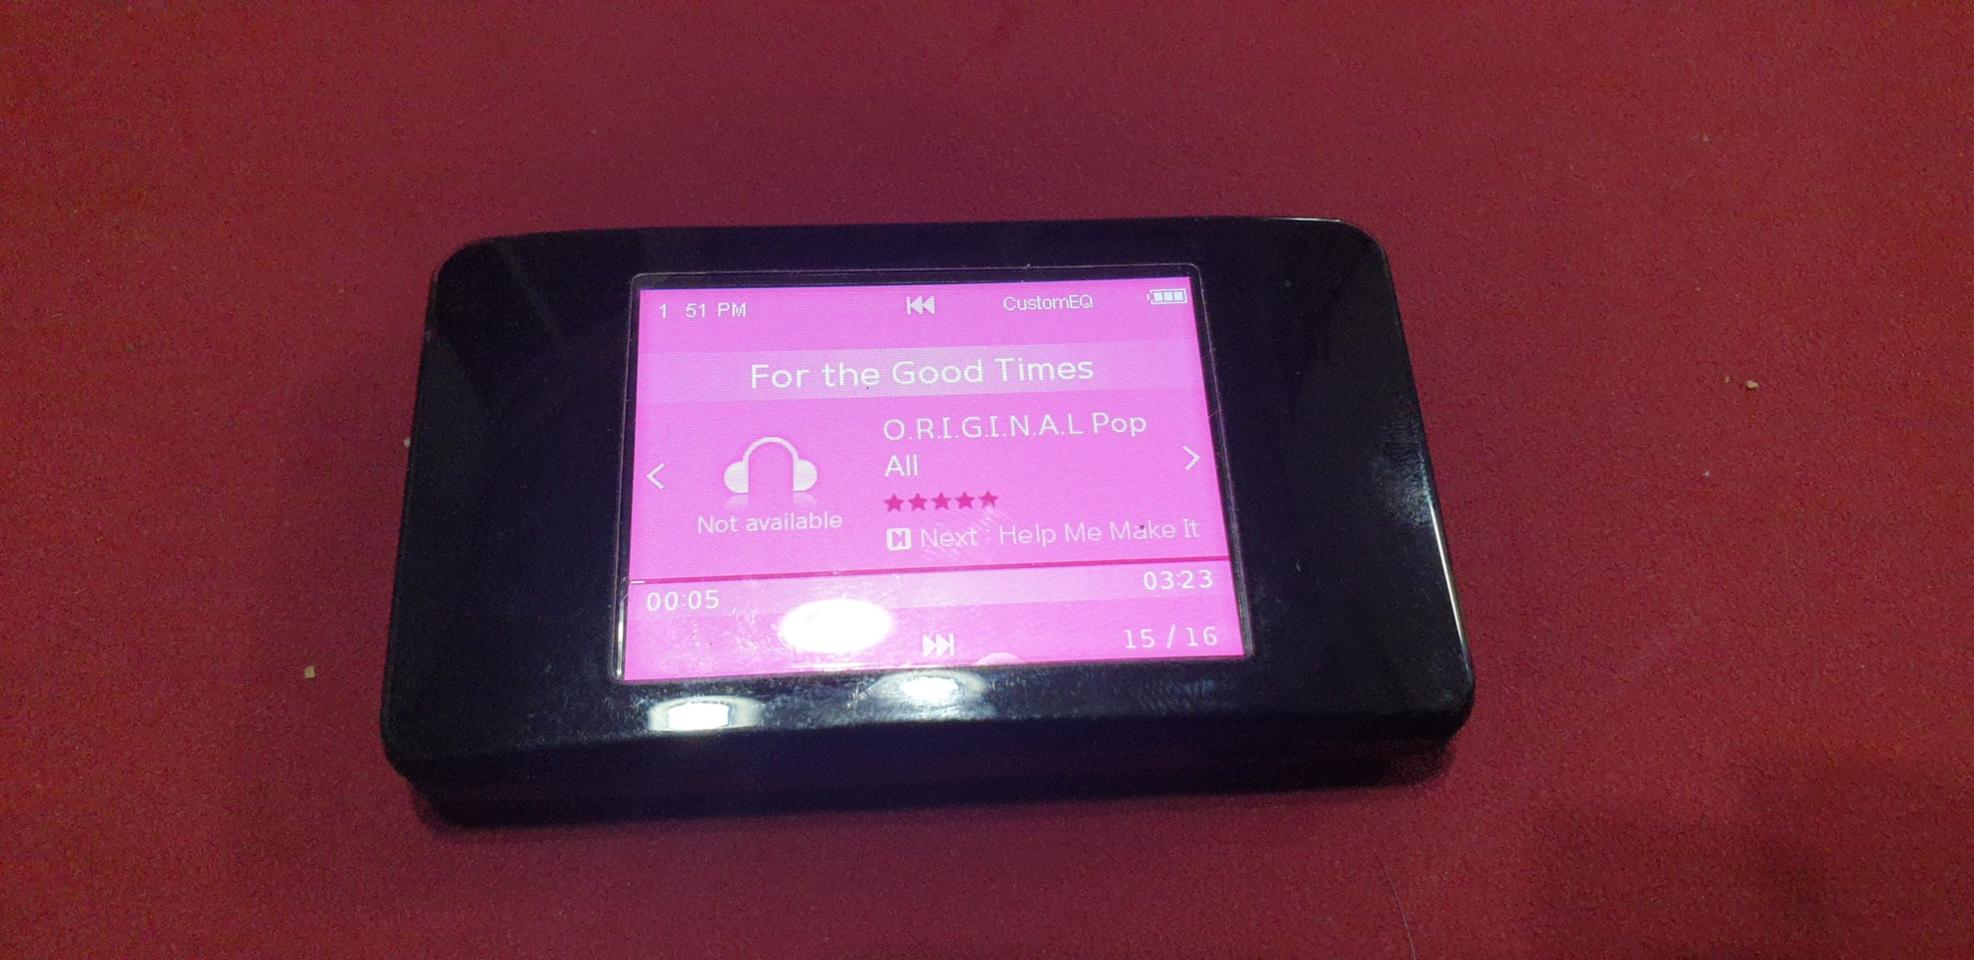 1 51 PM CustomEQ
For the Good Times
O.R.I.G.I.N.A.L Pop
All
Not available
Next : Help Me Make It
00:05 03:23
15 / 16